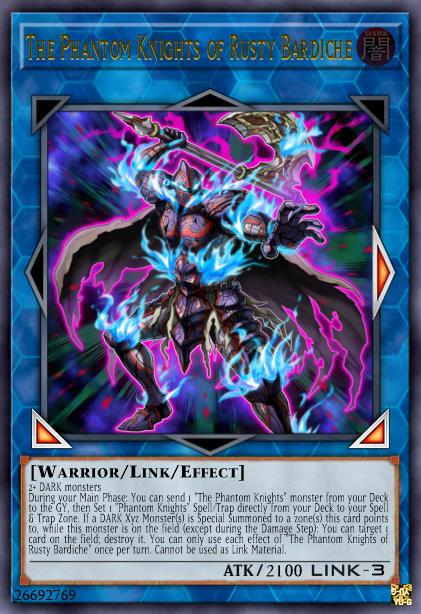 The Phantom Knights of Rusty Bardiche
DARK
闇
[Warrior/Link/Effect]
2+ DARK monsters
During your Main Phase: You can send 1 "The Phantom Knights" monster from your Deck
to the GY, then Set 1 "Phantom Knights" Spell/Trap directly from your Deck to your Spell
& Trap Zone. If a DARK Xyz Monster(s) is Special Summoned to a zone(s) this card points
to, while this monster is on the field (except during the Damage Step): You can target 1
card on the field; destroy it. You can only use each effect of "The Phantom Knights of
Rusty Bardiche" once per turn. Cannot be used as Link Material.
ATK/2100 LINK-3
26692769